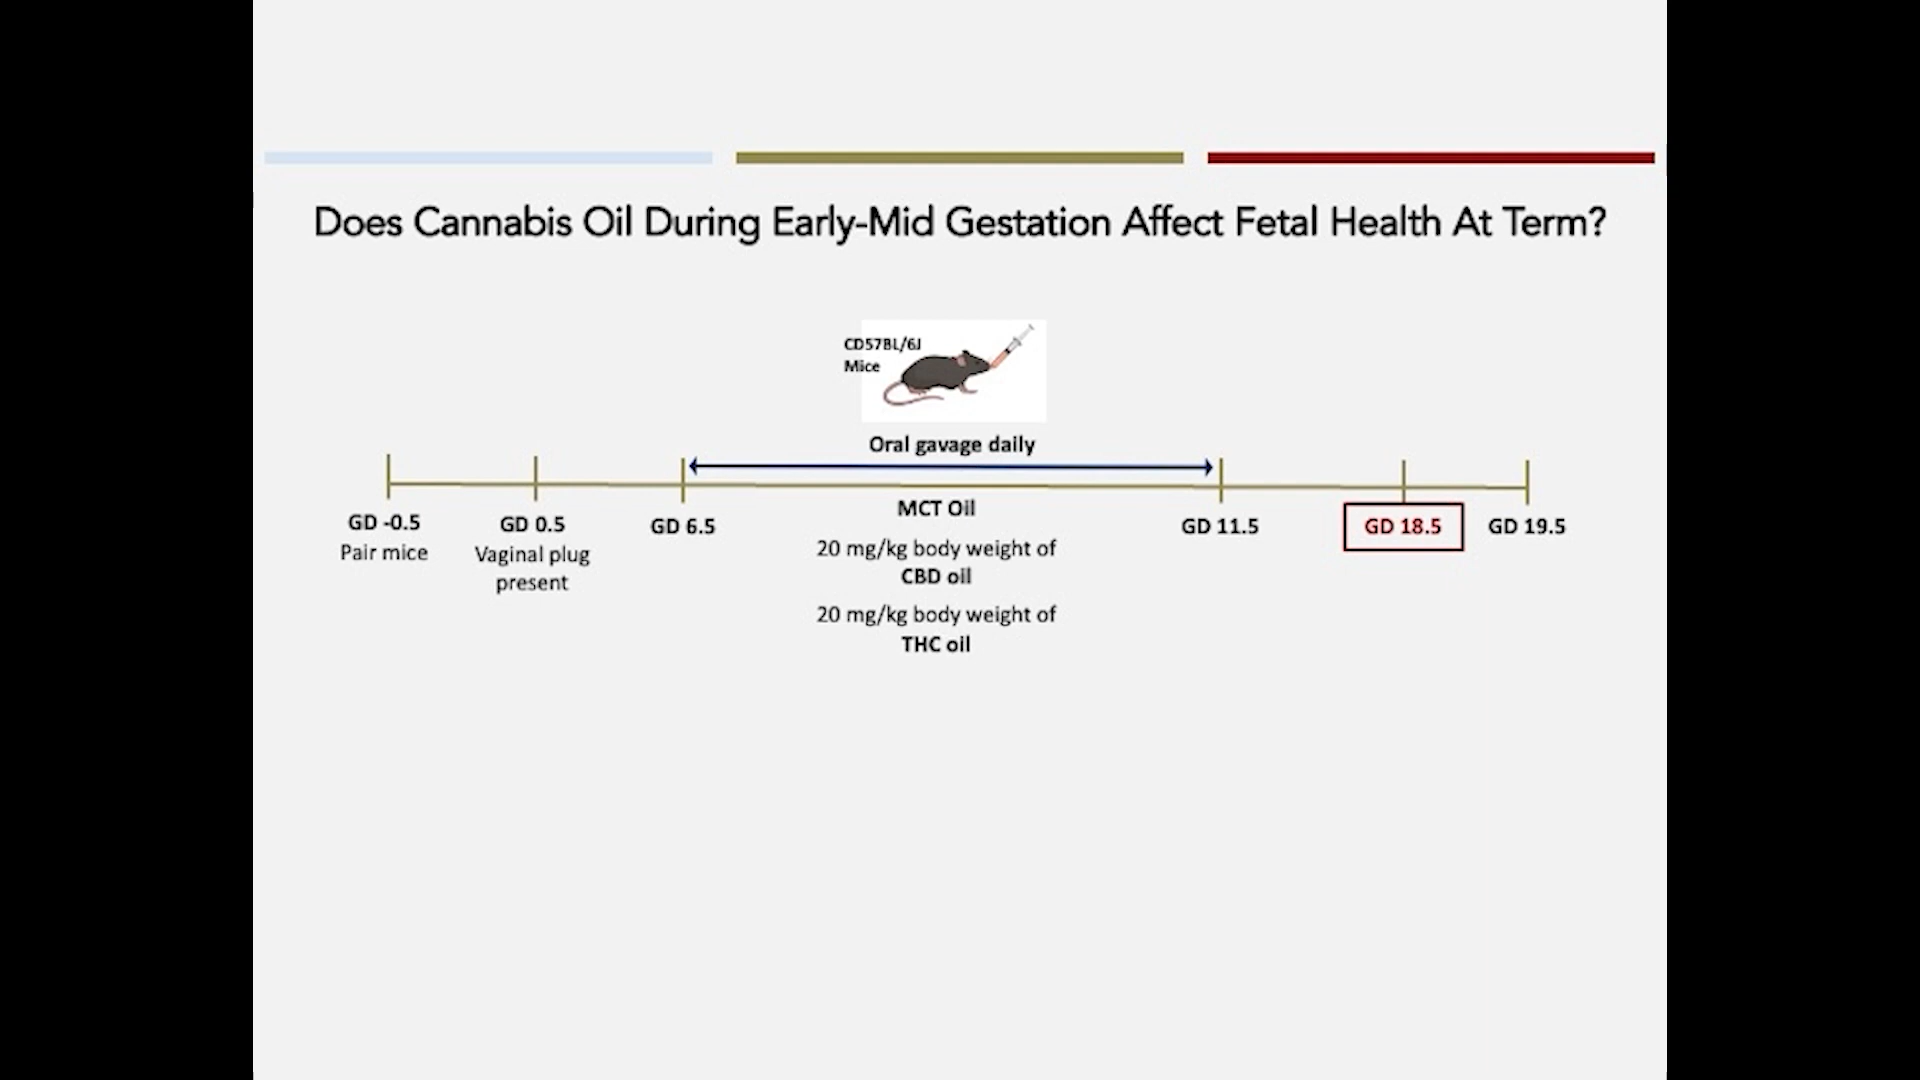 Does Cannabis Oil During Early-Mid Gestation Affect Fetal Health At Term?
CD57BL/6J
Mice
Oral gavage daily
GD -0.5
Pair mice
GD 0.5
Vaginal plug
present
GD 6.5
MCT Oil
20 mg/kg body weight of
CBD oil
20 mg/kg body weight of
THC oil
GD 11.5
GD 18.5
GD 19.5